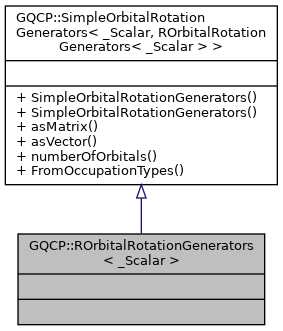 GQCP::SimpleOrbitalRotation
Generators< _Scalar, ROrbitalRotation
Generators< _Scalar > >
+ SimpleOrbitalRotationGenerators()
+ SimpleOrbitalRotationGenerators()
+ asMatrix()
+ asVector()
+ numberOfOrbitals()
+ FromOccupationTypes()
GQCP::ROrbitalRotationGenerators
< _Scalar >